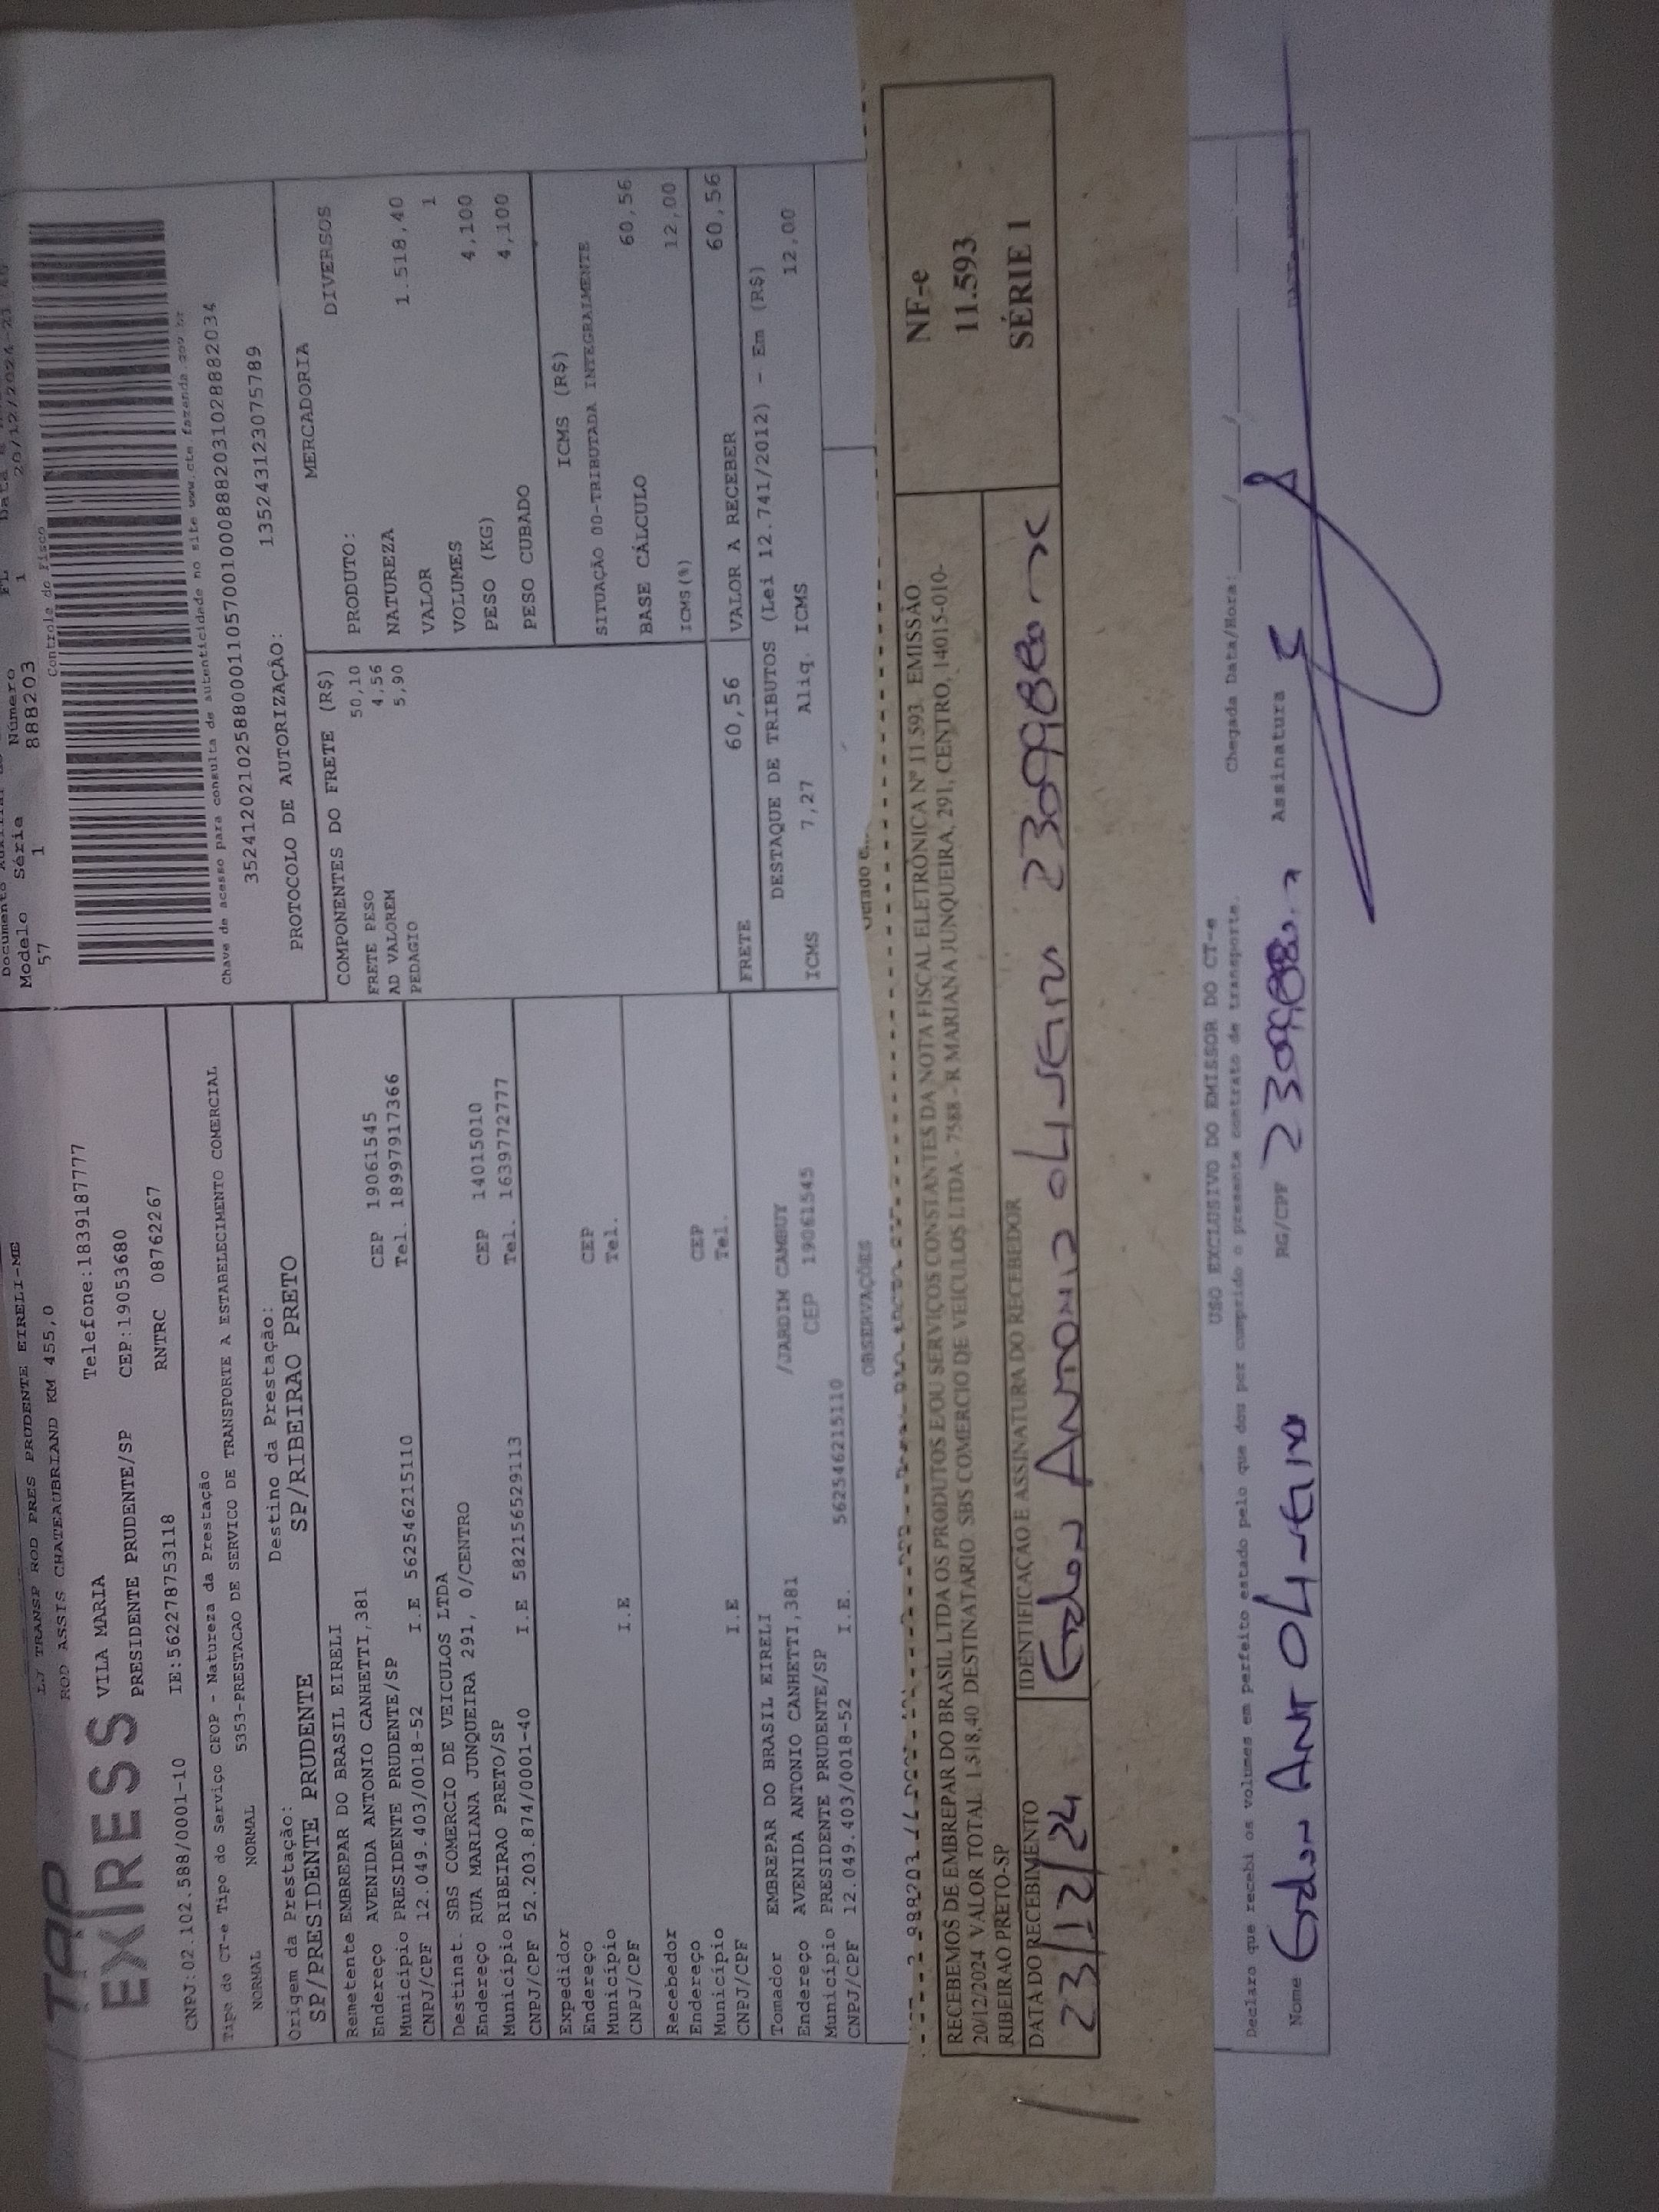 TAP
EXPRESS
LJ TRANSP ROD PRES PRUDENTE EIRELI-ME
ROD ASSIS CHATEAUBRIAND KM 455,0
VILA MARIA Telefone:1839187777
PRESIDENTE PRUDENTE/SP CEP:19053680
CNPJ:02.102.588/0001-10 IE:562278753118 RNTRC 08762267
Modelo Série Número FL
57 1 888203 1 20/12/2024
Controle do Fisco
Chave de acesso para consulta de autenticidade no site www.cte.fazenda.gov.br
35241202102588000110570010008882031028882034
PROTOCOLO DE AUTORIZAÇÃO: 135243123075789
Tipo do CT-e Tipo do Serviço CFOP - Natureza da Prestação
NORMAL NORMAL 5353-PRESTACAO DE SERVICO DE TRANSPORTE A ESTABELECIMENTO COMERCIAL
Origem da Prestação: Destino da Prestação:
SP/PRESIDENTE PRUDENTE SP/RIBEIRAO PRETO
Remetente EMBREPAR DO BRASIL EIRELI
Endereço AVENIDA ANTONIO CANHETTI,381 CEP 19061545
Município PRESIDENTE PRUDENTE/SP Tel. 18997917366
CNPJ/CPF 12.049.403/0018-52 I.E 562546215110
Destinat. SBS COMERCIO DE VEICULOS LTDA
Endereço RUA MARIANA JUNQUEIRA 291, 0/CENTRO CEP 14015010
Município RIBEIRAO PRETO/SP Tel. 1639772777
CNPJ/CPF 52.203.874/0001-40 I.E 582156529113
Expedidor
Endereço CEP
Município Tel.
CNPJ/CPF I.E
Recebedor
Endereço CEP
Município Tel.
CNPJ/CPF I.E
Tomador EMBREPAR DO BRASIL EIRELI
Endereço AVENIDA ANTONIO CANHETTI,381 /JARDIM CAMBUY
Município PRESIDENTE PRUDENTE/SP CEP 19061545
CNPJ/CPF 12.049.403/0018-52 I.E. 562546215110
OBSERVAÇÕES
COMPONENTES DO FRETE (R$)
FRETE PESO 50,10
AD VALOREM 4,56
PEDAGIO 5,90
MERCADORIA
PRODUTO: DIVERSOS
NATUREZA
VALOR 1.518,40
VOLUMES 1
PESO (KG) 4,100
PESO CUBADO 4,100
ICMS (R$)
SITUAÇÃO 00-TRIBUTADA INTEGRALMENTE
BASE CÁLCULO 60,56
ICMS(%) 12,00
FRETE 60,56 VALOR A RECEBER 60,56
DESTAQUE DE TRIBUTOS (Lei 12.741/2012) - Em (R$)
ICMS 7,27 Aliq. ICMS 12,00
RECEBEMOS DE EMBREPAR DO BRASIL LTDA OS PRODUTOS E/OU SERVIÇOS CONSTANTES DA NOTA FISCAL ELETRÔNICA Nº 11.593. EMISSÃO:
20/12/2024 VALOR TOTAL: 1.518,40 DESTINATÁRIO: SBS COMERCIO DE VEICULOS LTDA - 7588 - R MARIANA JUNQUEIRA, 291, CENTRO, 14015-010-
RIBEIRAO PRETO-SP
DATA DO RECEBIMENTO IDENTIFICAÇÃO E ASSINATURA DO RECEBEDOR
23/12/24
NF-e
11.593
SÉRIE 1
USO EXCLUSIVO DO EMISSOR DO CT-e
Declara que recebi os volumes em perfeito estado pelo que dou por cumprido o presente contrato de transporte.
Chegada Data/Hora: / /
Nome RG/CPF Assinatura